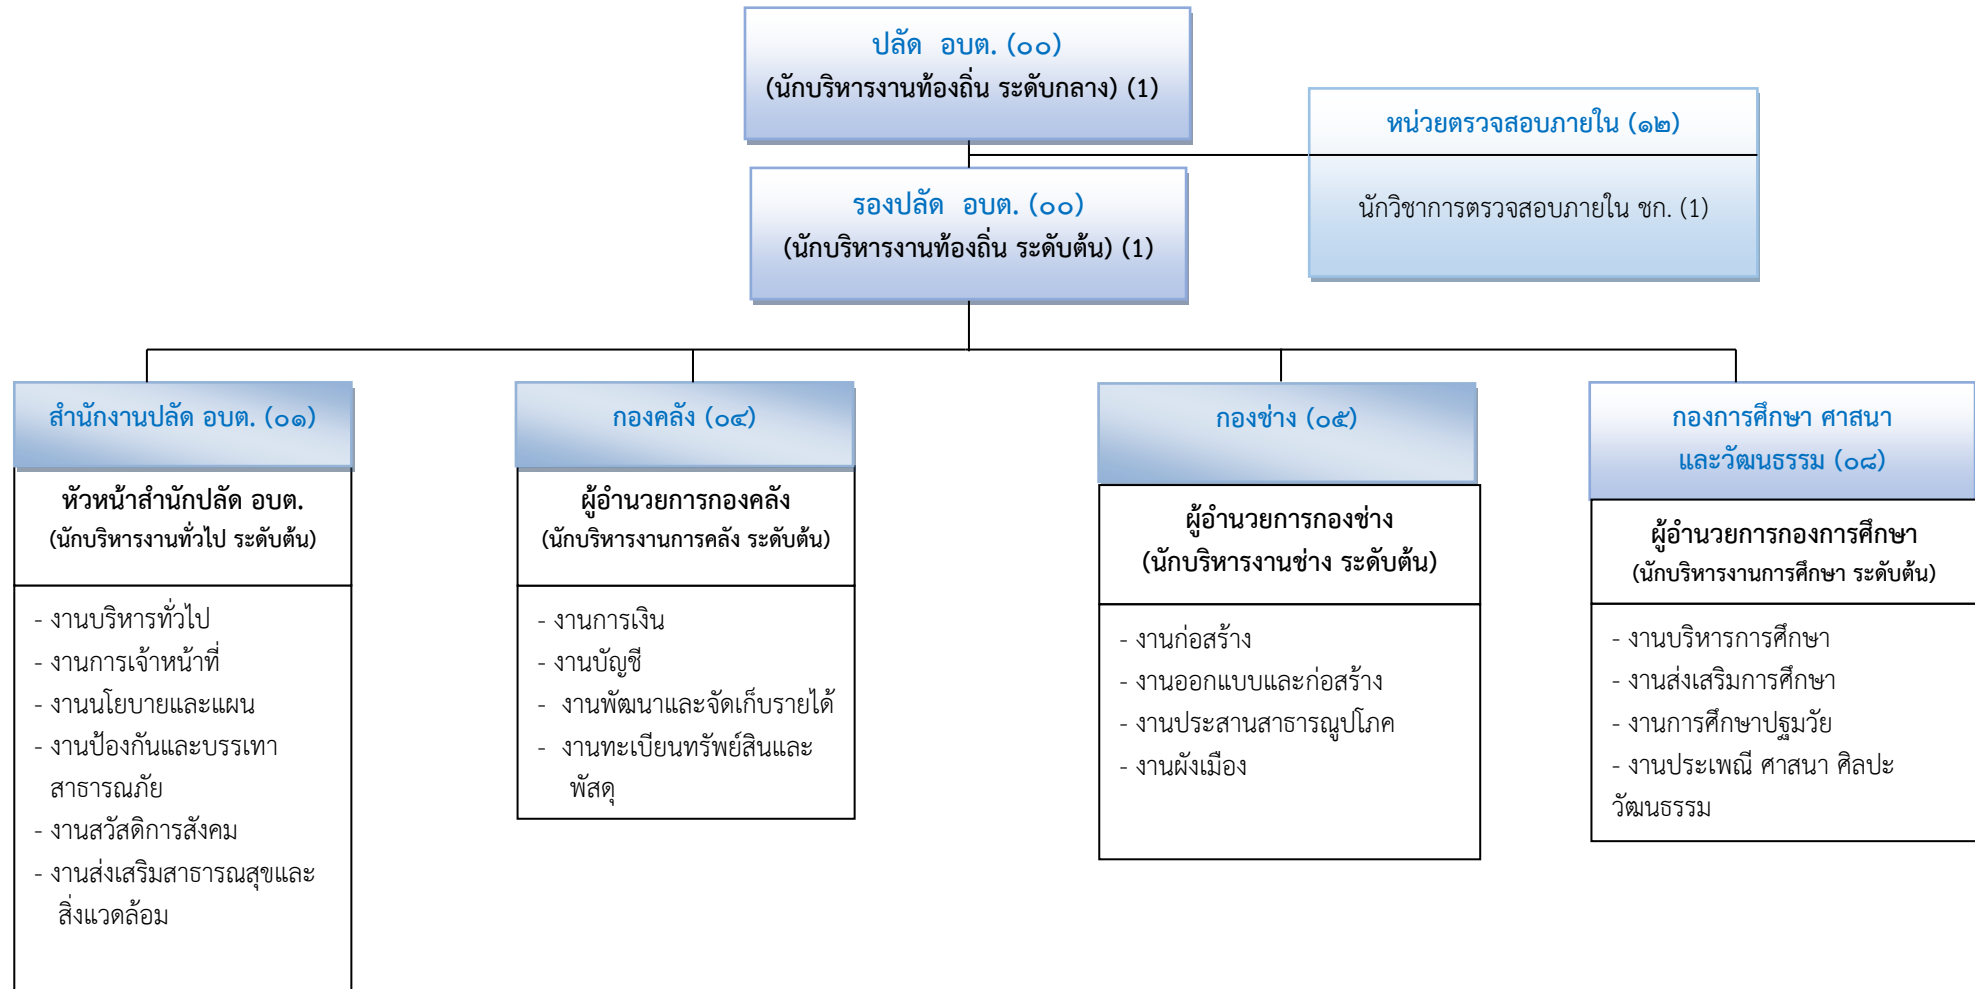 ปลัด  อบต. (๐๐)
(นักบริหารงานท้องถิ่น ระดับกลาง) (1)
หน่วยตรวจสอบภายใน (๑๒)
นักวิชาการตรวจสอบภายใน ชก. (1)
รองปลัด  อบต. (๐๐)
(นักบริหารงานท้องถิ่น ระดับต้น) (1)
สำนักงานปลัด อบต. (๐๑)
หัวหน้าสำนักปลัด อบต.
(นักบริหารงานทั่วไป ระดับต้น)
- งานบริหารทั่วไป
- งานการเจ้าหน้าที่
- งานนโยบายและแผน
- งานป้องกันและบรรเทา
สาธารณภัย
- งานสวัสดิการสังคม
- งานส่งเสริมสาธารณสุขและ
สิ่งแวดล้อม
กองคลัง (๐๔)
ผู้อำนวยการกองคลัง
(นักบริหารงานการคลัง ระดับต้น)
- งานการเงิน
- งานบัญชี
-  งานพัฒนาและจัดเก็บรายได้
-  งานทะเบียนทรัพย์สินและ
พัสดุ
กองช่าง (๐๕)
ผู้อำนวยการกองช่าง
(นักบริหารงานช่าง ระดับต้น)
- งานก่อสร้าง
- งานออกแบบและก่อสร้าง
- งานประสานสาธารณูปโภค
- งานผังเมือง
กองการศึกษา ศาสนา
และวัฒนธรรม (๐๘)
ผู้อำนวยการกองการศึกษา
(นักบริหารงานการศึกษา ระดับต้น)
- งานบริหารการศึกษา
- งานส่งเสริมการศึกษา
- งานการศึกษาปฐมวัย
- งานประเพณี ศาสนา ศิลปะ
วัฒนธรรม